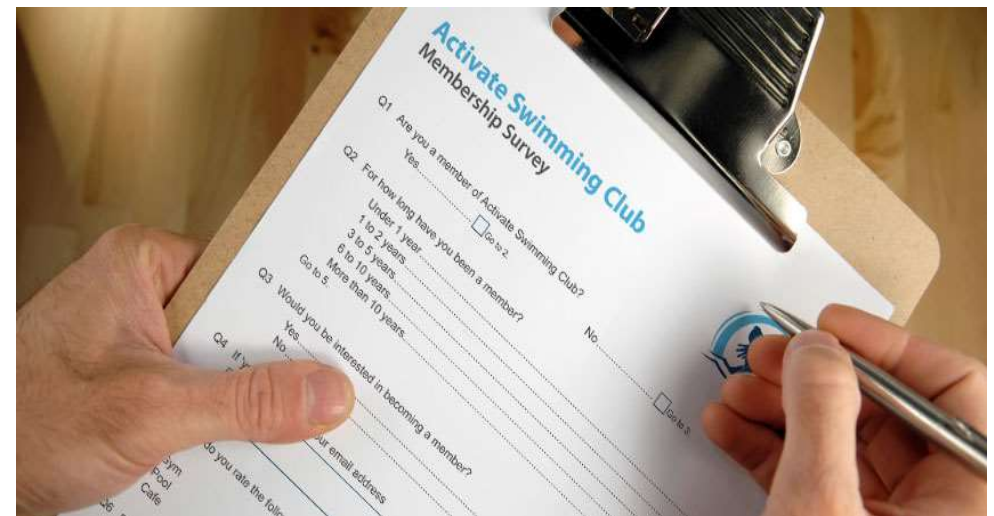 Activate Swimming Club
Membership Survey
Q1 Are you a member of Activate Swimming Club?
Yes.................... Go to 2. No.................... Go to 3.
Q2 For how long have you been a member?
Under 1 year
1 to 2 years
3 to 5 years
6 to 10 years
More than 10 years
Go to 5.
Q3 Would you be interested in becoming a member?
Yes
No
Q4 If
our email address
do you rate the
Gym
Pool
Cafe